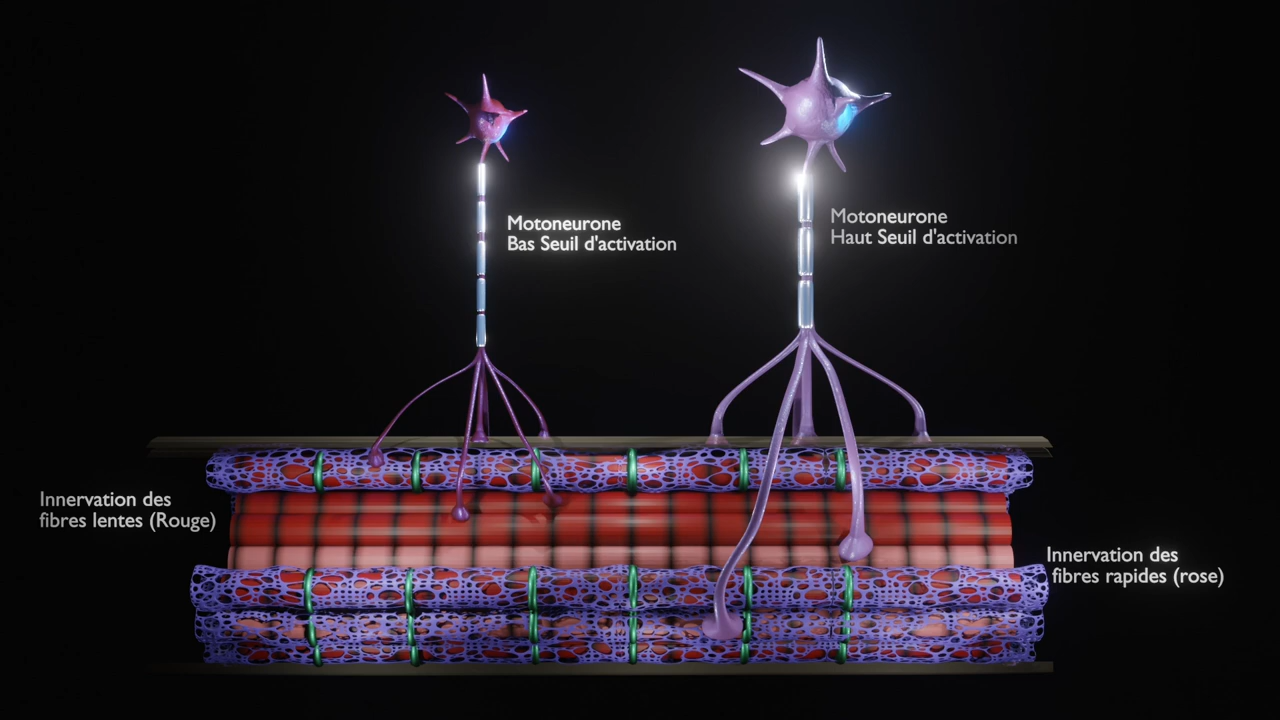 Motoneurone
Bas Seuil d'activation
Motoneurone
Haut Seuil d'activation
Innervation des
fibres lentes (Rouge)
Innervation des
fibres rapides (rose)